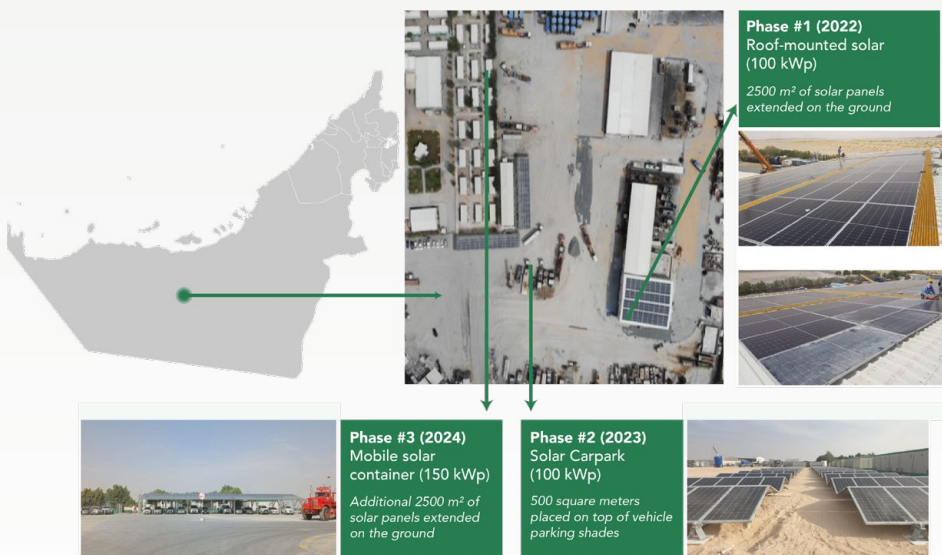 Phase #1 (2022)
Roof-mounted solar
(100 kWp)
2500 m² of solar panels
extended on the ground
Phase #3 (2024)
Mobile solar
container (150 kWp)
Additional 2500 m² of
solar panels extended
on the ground
Phase #2 (2023)
Solar Carpark
(100 kWp)
500 square meters
placed on top of vehicle
parking shades